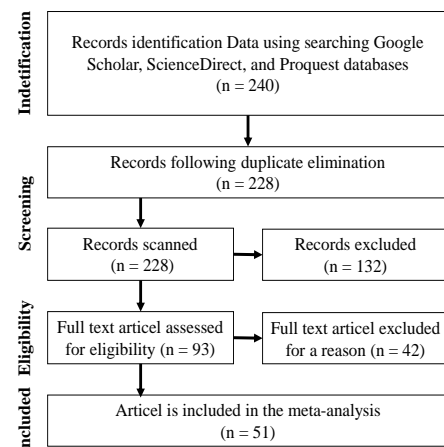 Indetification
Records identification Data using searching Google
Scholar, ScienceDirect, and Proquest databases
(n = 240)
Screening
Records following duplicate elimination
(n = 228)
Records scanned
(n = 228)
Records excluded
(n = 132)
Eligibility
Full text articel assessed
for eligibility (n = 93)
Full text articel excluded
for a reason (n = 42)
ncluded
Articel is included in the meta-analysis
(n = 51)